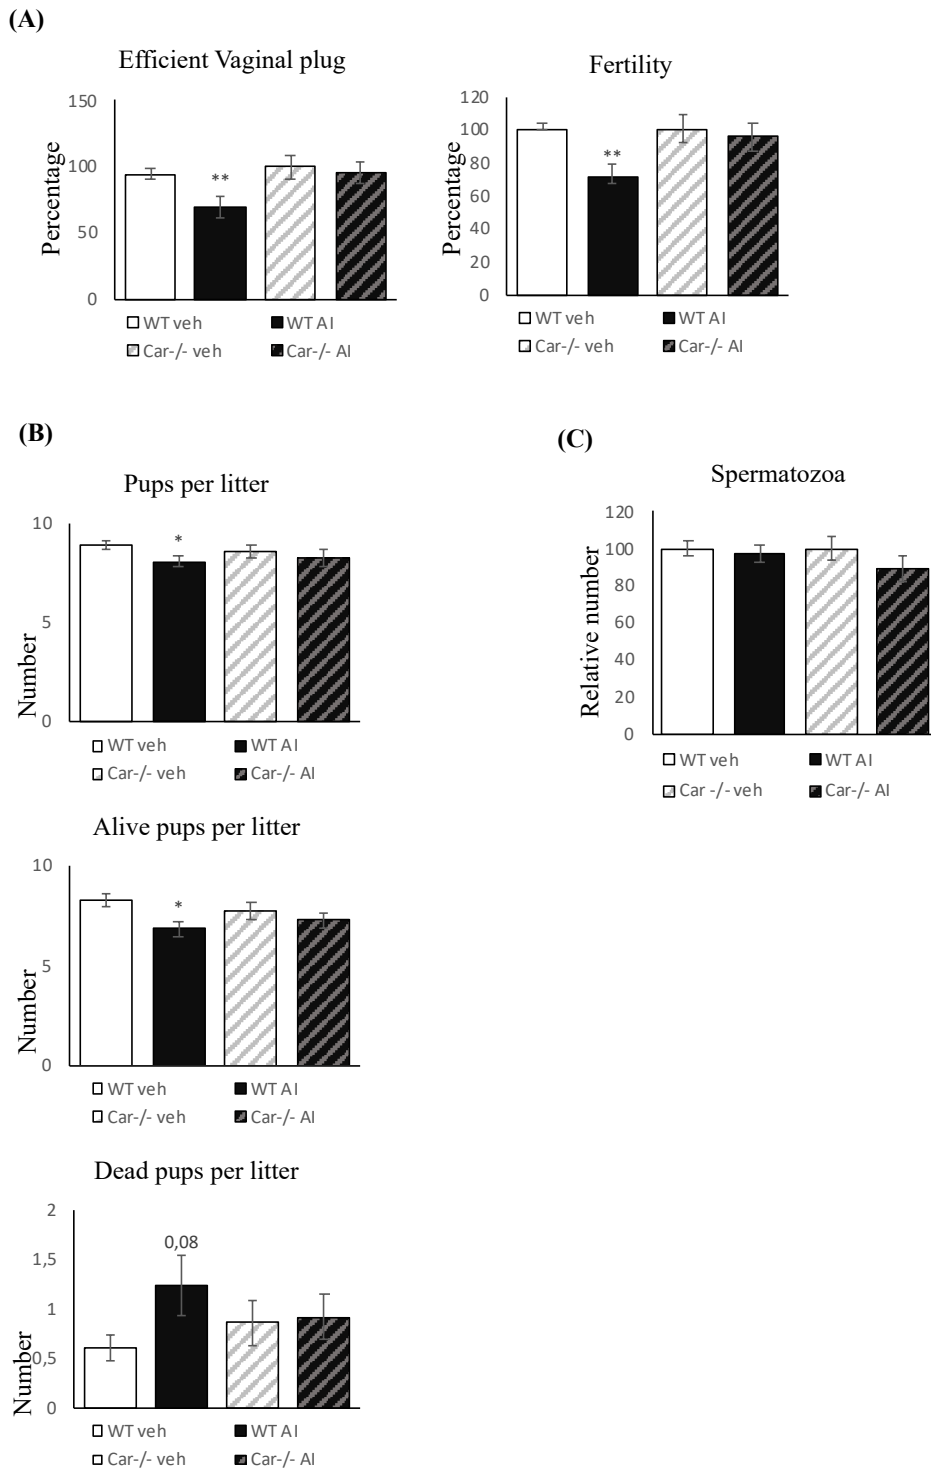 (A)
Efficient Vaginal plug
Percentage
150
100
50
0
**
WT veh
WT AI
Car-/- veh
Car-/- AI
Fertility
Percentage
120
100
80
60
40
20
0
**
WT veh
WT AI
Car-/- veh
Car-/- AI
(B)
Pups per litter
Number
10
5
0
*
WT veh
WT AI
Car-/- veh
Car-/- AI
(C)
Spermatozoa
Relative number
120
100
80
60
40
20
0
WT veh
WT AI
Car -/- veh
Car-/- AI
Alive pups per litter
Number
10
5
0
*
WT veh
WT AI
Car-/- veh
Car-/- AI
Dead pups per litter
Number
2
1,5
1
0,5
0
0,08
WT veh
WT AI
Car-/- veh
Car-/- AI